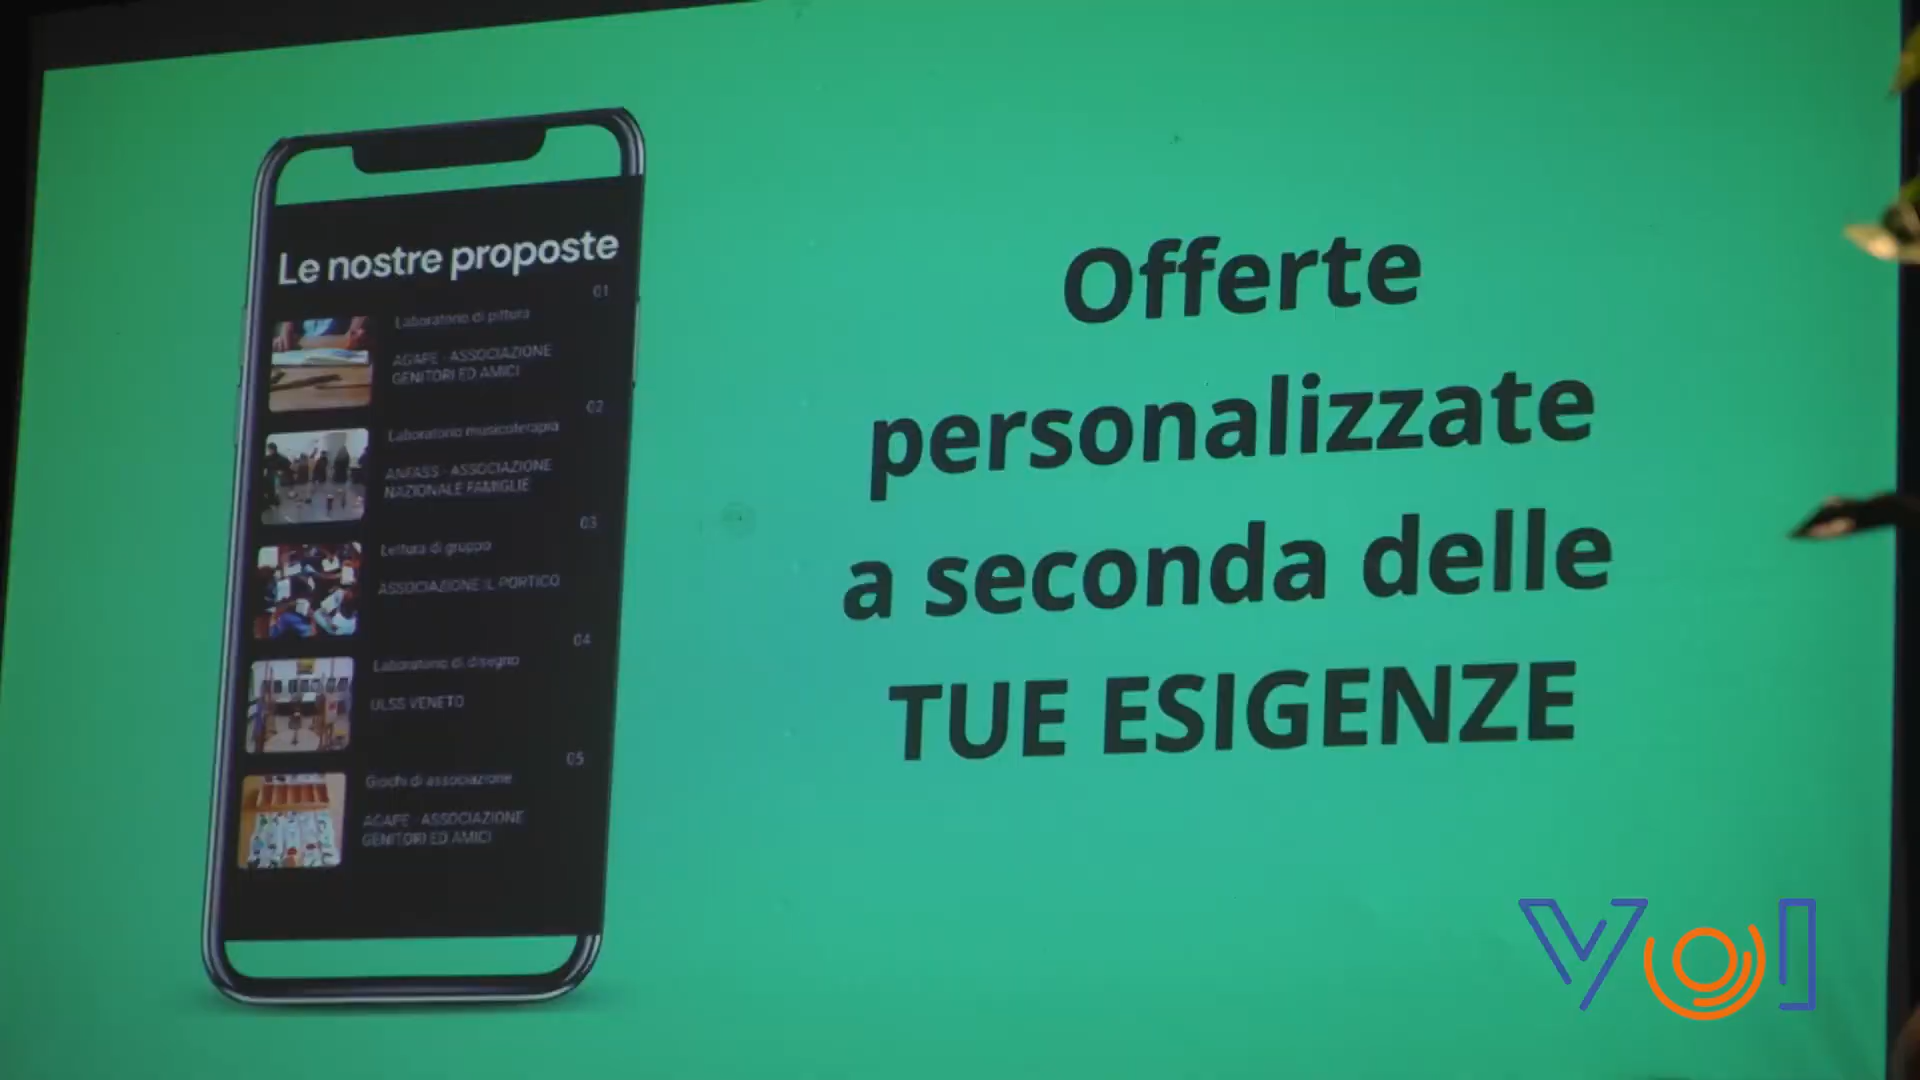 Le nostre proposte
01
Laboratorio di pittura
AGAPE - ASSOCIAZIONE
GENITORI ED AMICI
02
Laboratorio musicoterapia
ANFASS - ASSOCIAZIONE
NAZIONALE FAMIGLIE
03
Lettura di gruppo
ASSOCIAZIONE IL PORTICO
04
Laboratorio di disegno
ULSS VENETO
05
Giochi di associazione
AGAPE - ASSOCIAZIONE
GENITORI ED AMICI
Offerte
personalizzate
a seconda delle
TUE ESIGENZE
VOI